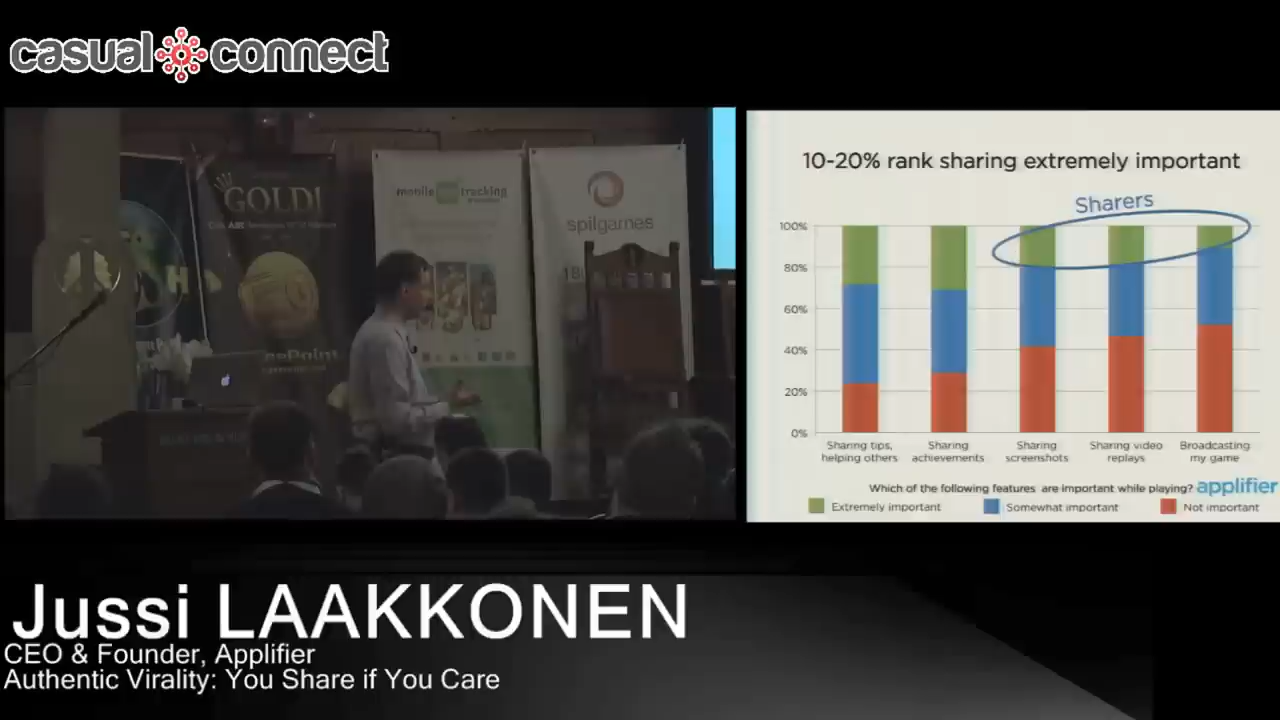 casual connect
GOLD!
mobile tracking
spilgames
10-20% rank sharing extremely important
Sharers
100%
80%
60%
40%
20%
0%
Sharing tips, helping others
Sharing achievements
Sharing screenshots
Sharing video replays
Broadcasting my game
Which of the following features are important while playing?
applifier
Extremely important
Somewhat important
Not important
Jussi LAAKKONEN
CEO & Founder, Applifier
Authentic Virality: You Share if You Care